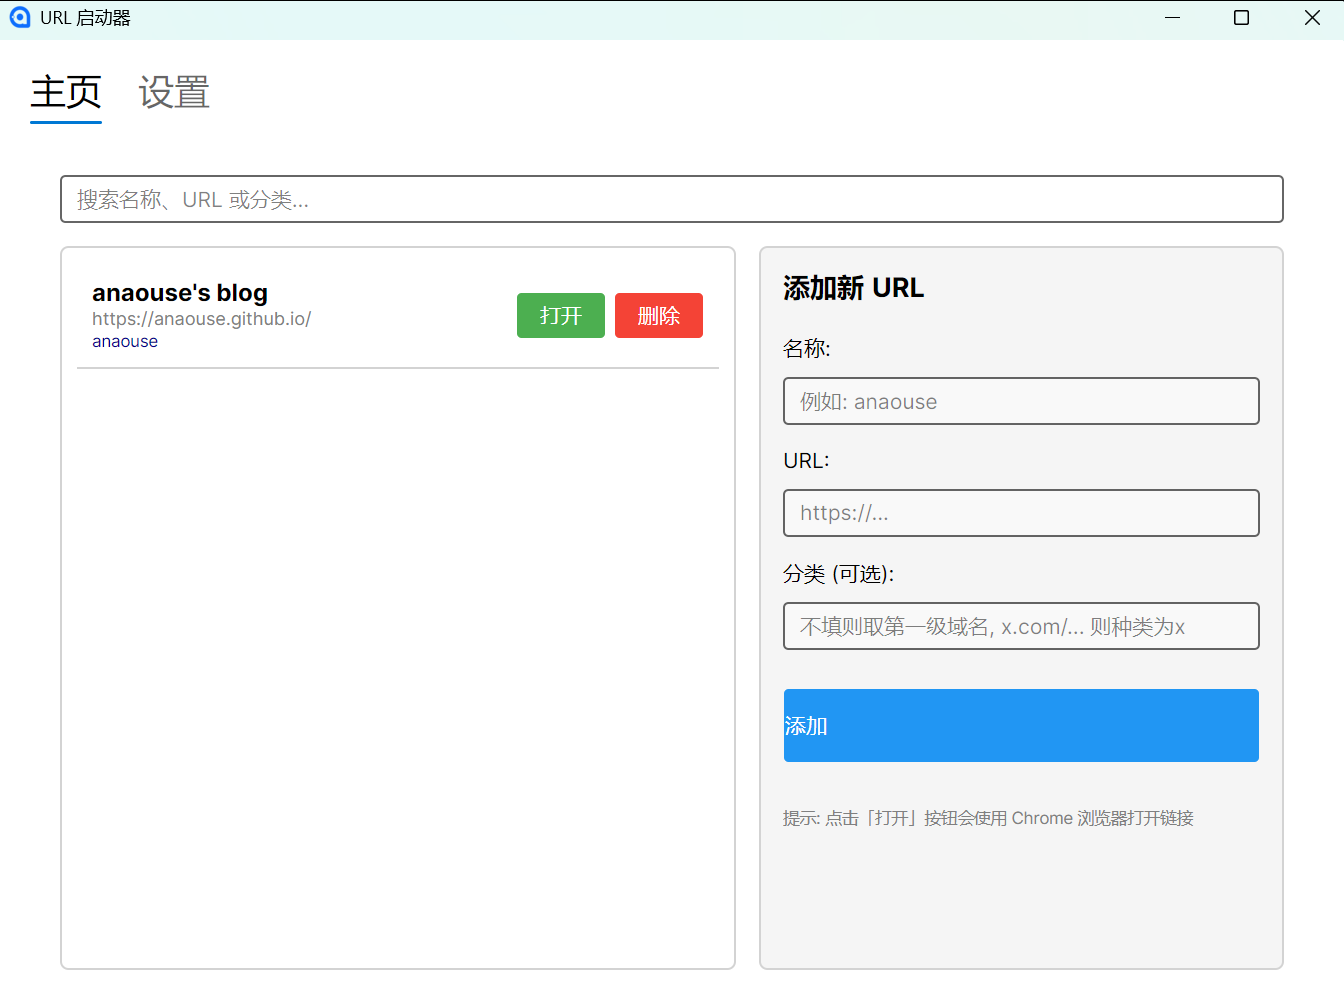 URL 启动器
主页 设置
搜索名称、URL 或分类...
anaouse's blog
https://anaouse.github.io/
anaouse
打开 删除
添加新 URL
名称:
例如: anaouse
URL:
https://...
分类 (可选):
不填则取第一级域名, x.com/... 则种类为x
添加
提示: 点击「打开」按钮会使用 Chrome 浏览器打开链接